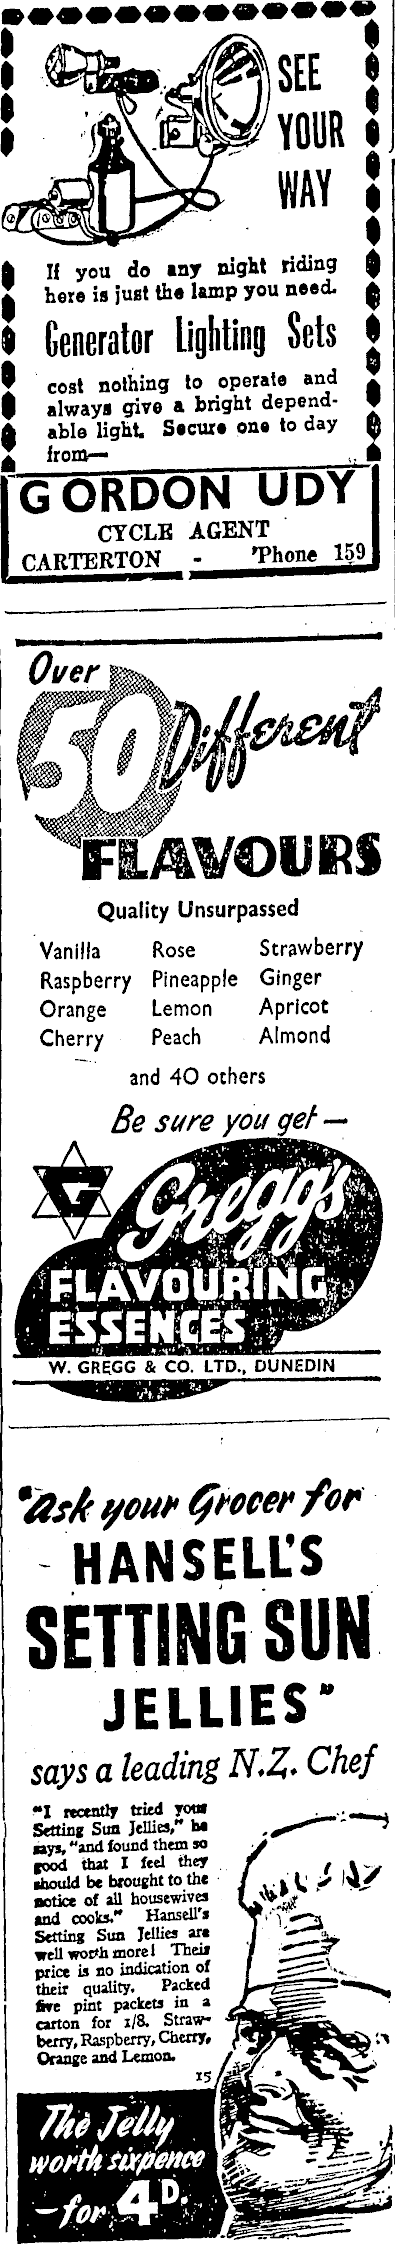 SEE
YOUR
WAY
If you do any night riding
here is just the lamp you need.
Generator Lighting Sets
cost nothing to operate and
always give a bright depend-
able light. Secure one to day
from—
GORDON UDY
CYCLE AGENT
CARTERTON - 'Phone 159
Over
50 Different
FLAVOURS
Quality Unsurpassed
Vanilla Rose Strawberry
Raspberry Pineapple Ginger
Orange Lemon Apricot
Cherry Peach Almond
and 40 others
Be sure you get —
G Gregg's
FLAVOURING
ESSENCES
W. GREGG & CO. LTD., DUNEDIN
"Ask your Grocer for
HANSELL'S
SETTING SUN
JELLIES"
says a leading N.Z. Chef
"I recently tried your
Setting Sun Jellies," he
says, "and found them so
good that I feel they
should be brought to the
notice of all housewives
and cooks." Hansell's
Setting Sun Jellies are
well worth more! Their
price is no indication of
their quality. Packed
five pint packets in a
carton for 1/8. Straw-
berry, Raspberry, Cherry,
Orange and Lemon.
15
The Jelly
worth sixpence
—for 4D.